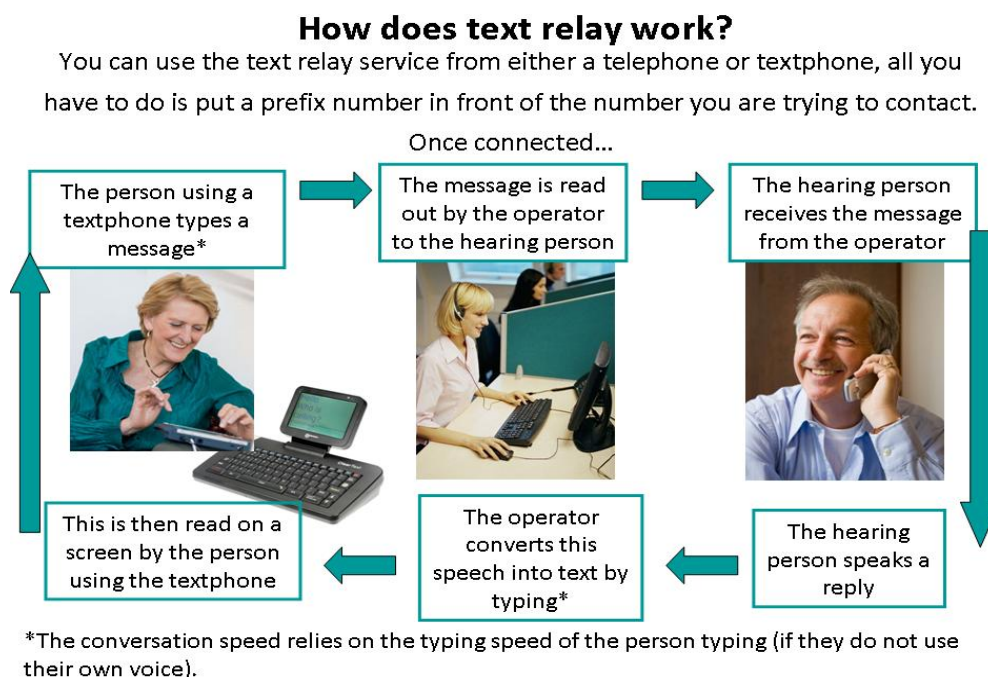 How does text relay work?
You can use the text relay service from either a telephone or textphone, all you
have to do is put a prefix number in front of the number you are trying to contact.
Once connected...
The person using a
textphone types a
message*
The message is read
out by the operator
to the hearing person
The hearing person
receives the message
from the operator
The hearing
person speaks a
reply
The operator
converts this
speech into text by
typing*
This is then read on a
screen by the person
using the textphone
*The conversation speed relies on the typing speed of the person typing (if they do not use
their own voice).